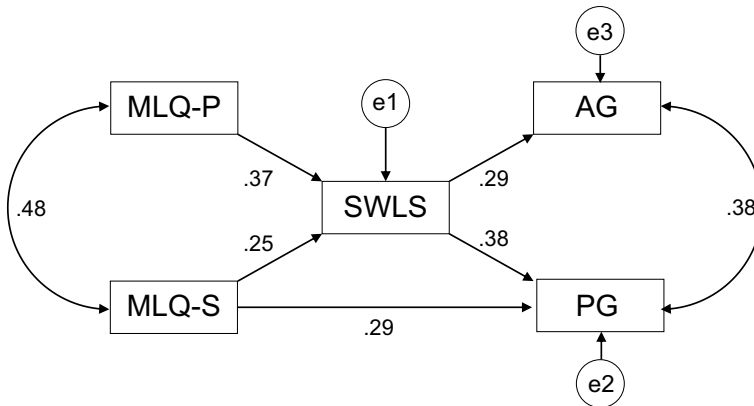 e3
MLQ-P
e1
AG
.37
.29
.48
SWLS
.38
.25
.38
MLQ-S
PG
.29
e2